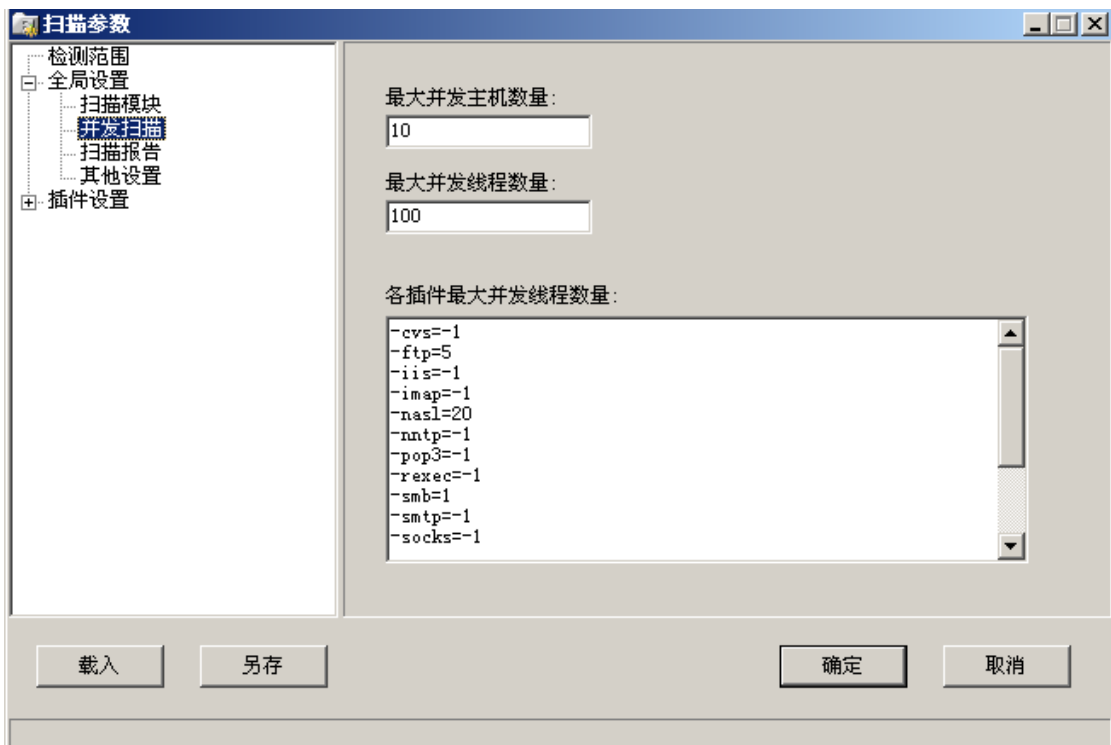 扫描参数
检测范围
全局设置
扫描模块
并发扫描
扫描报告
其他设置
插件设置
最大并发主机数量:
10
最大并发线程数量:
100
各插件最大并发线程数量:
-cvs=-1
-ftp=5
-iis=-1
-imap=-1
-nasl=20
-nntp=-1
-pop3=-1
-rexec=-1
-smb=1
-smtp=-1
-socks=-1
载入
另存
确定
取消